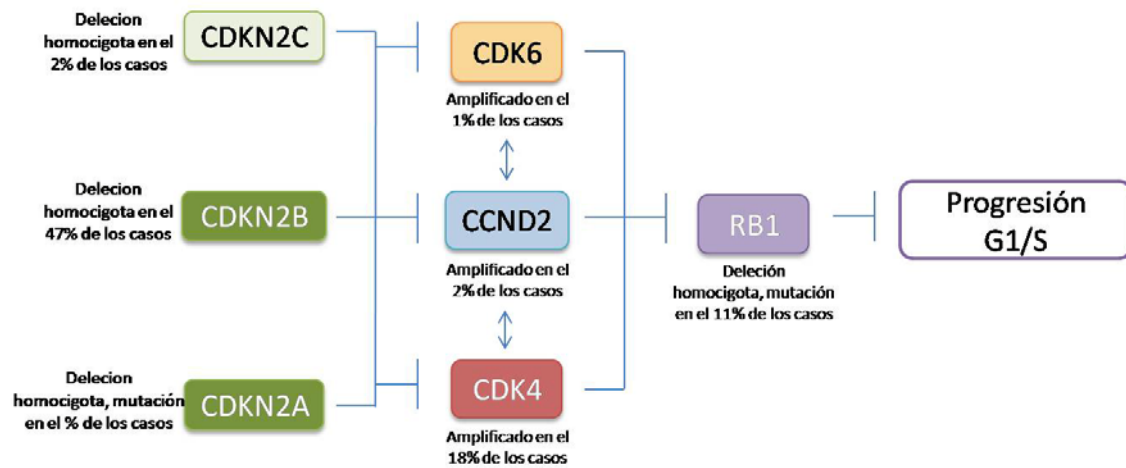 Delecion
homocigota en el
2% de los casos
CDKN2C
CDK6
Amplificado en el
1% de los casos
Delecion
homocigota en el
47% de los casos
CDKN2B
CCND2
Amplificado en el
2% de los casos
RB1
Deleción
homocigota, mutación
en el 11% de los casos
Progresión
G1/S
Delecion
homocigota, mutación
en el % de los casos
CDKN2A
CDK4
Amplificado en el
18% de los casos